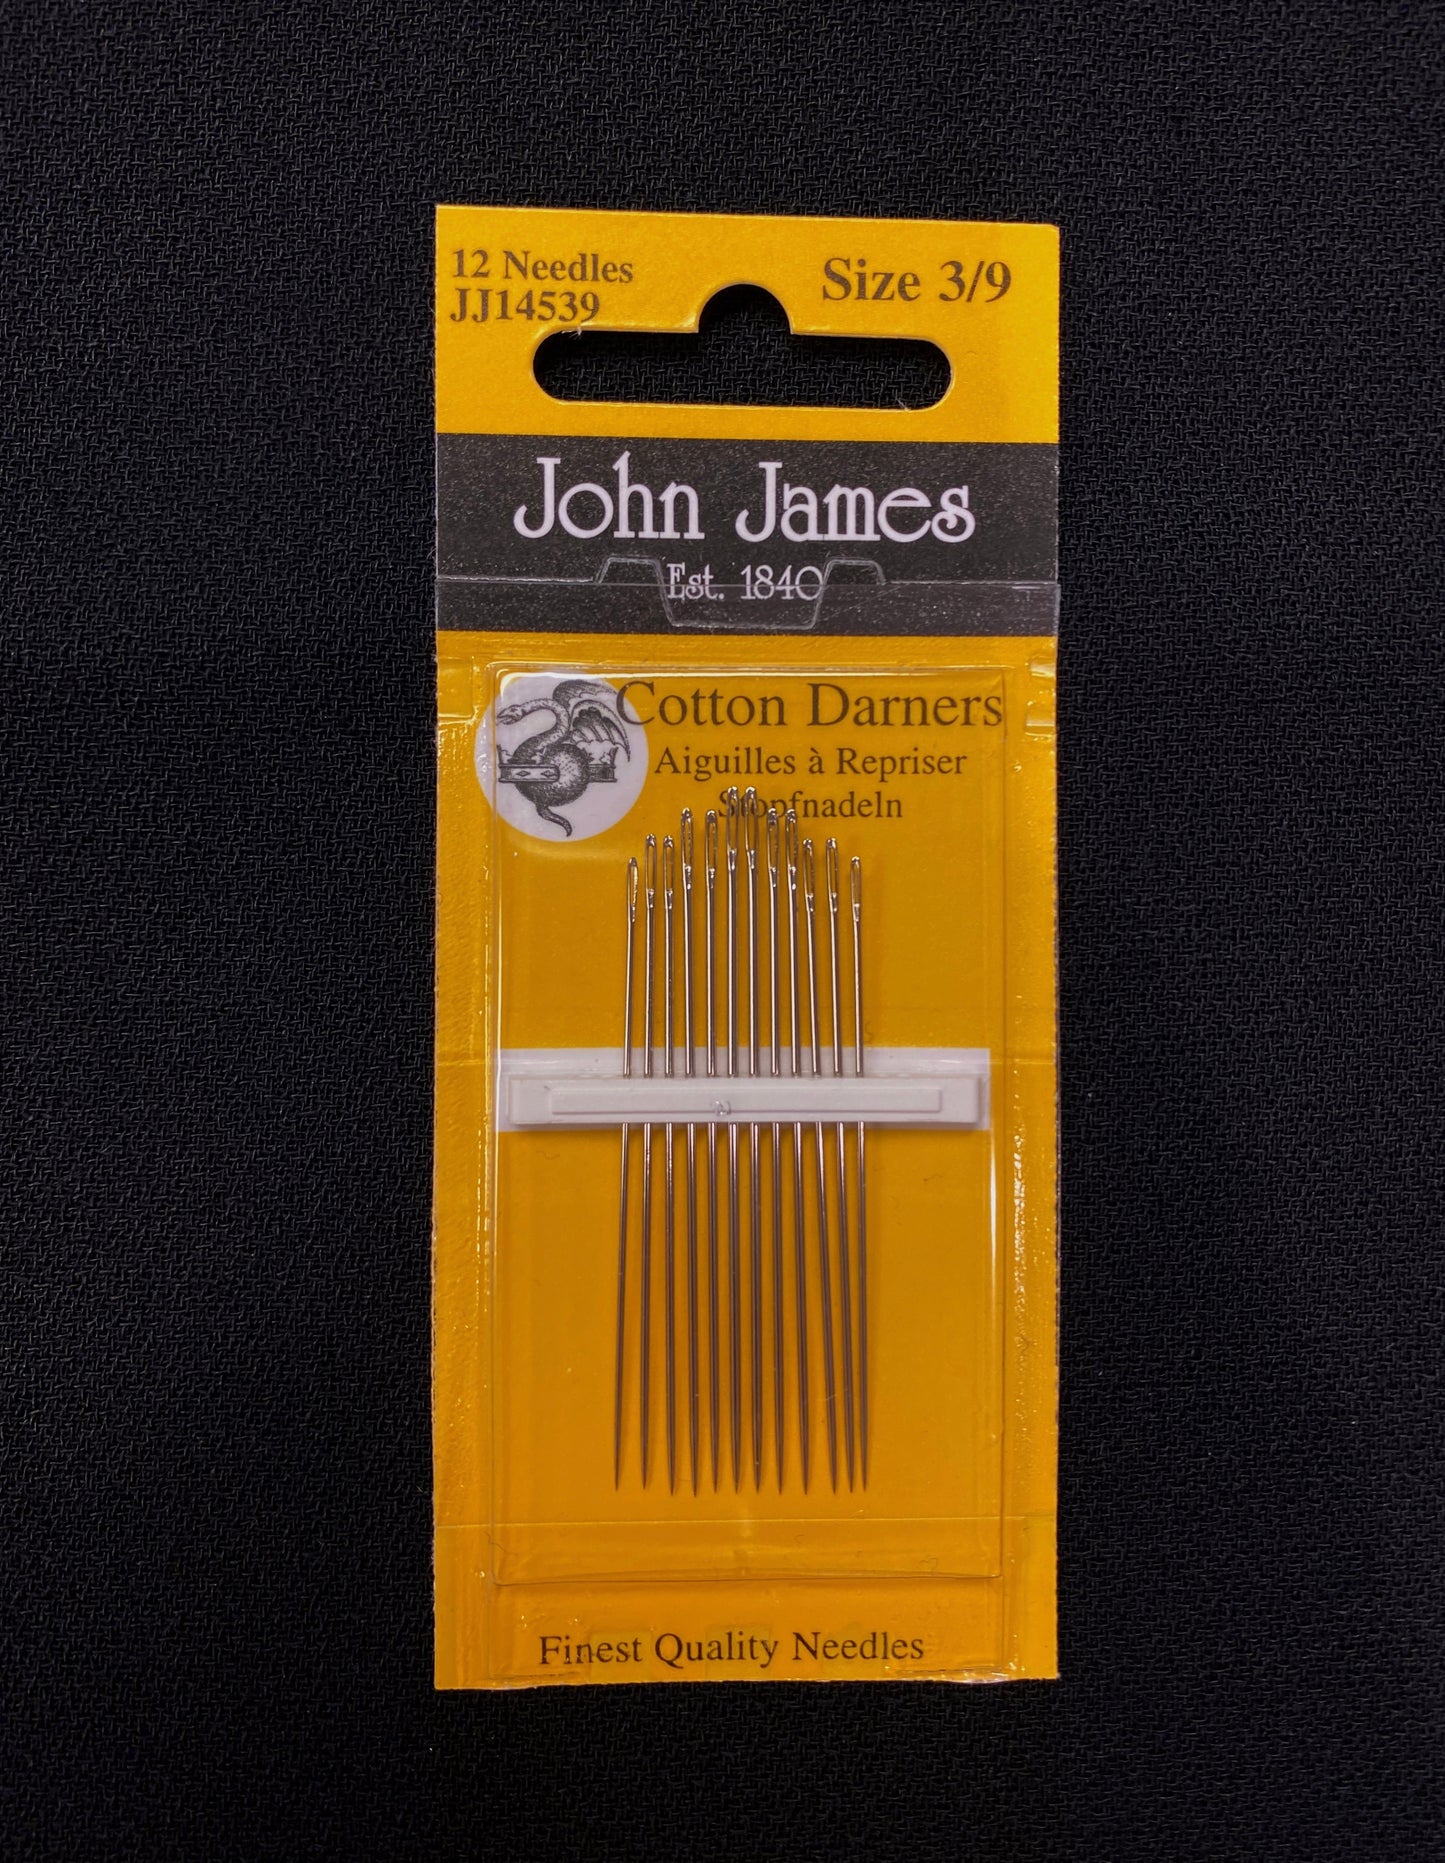 12 Needles
JJ14539
Size 3/9
John James
Est. 1840
Cotton Darners
Aiguilles à Repriser
Stopfnadeln
Finest Quality Needles